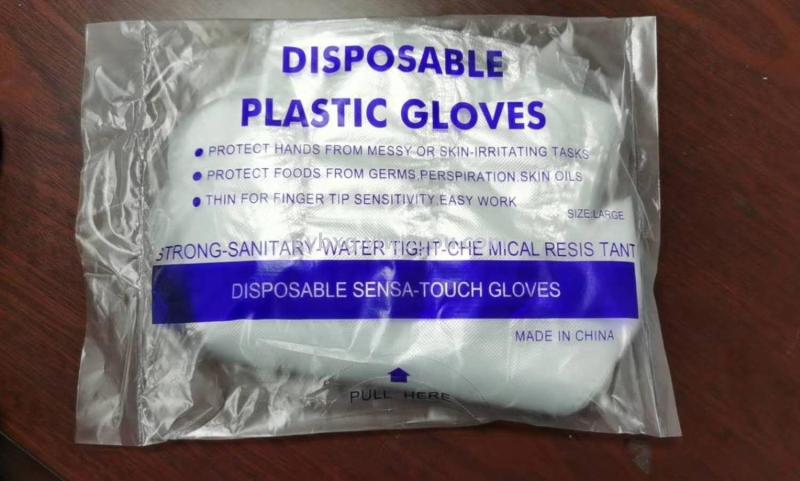 DISPOSABLE
PLASTIC GLOVES
● PROTECT HANDS FROM MESSY OR SKIN-IRRITATING TASKS
● PROTECT FOODS FROM GERMS,PERSPIRATION,SKIN OILS
● THIN FOR FINGER TIP SENSITIVITY,EASY WORK
SIZE:LARGE
STRONG-SANITARY-WATER TIGHT-CHE MICAL RESIS TANT
DISPOSABLE SENSA-TOUCH GLOVES
MADE IN CHINA
PULL HERE